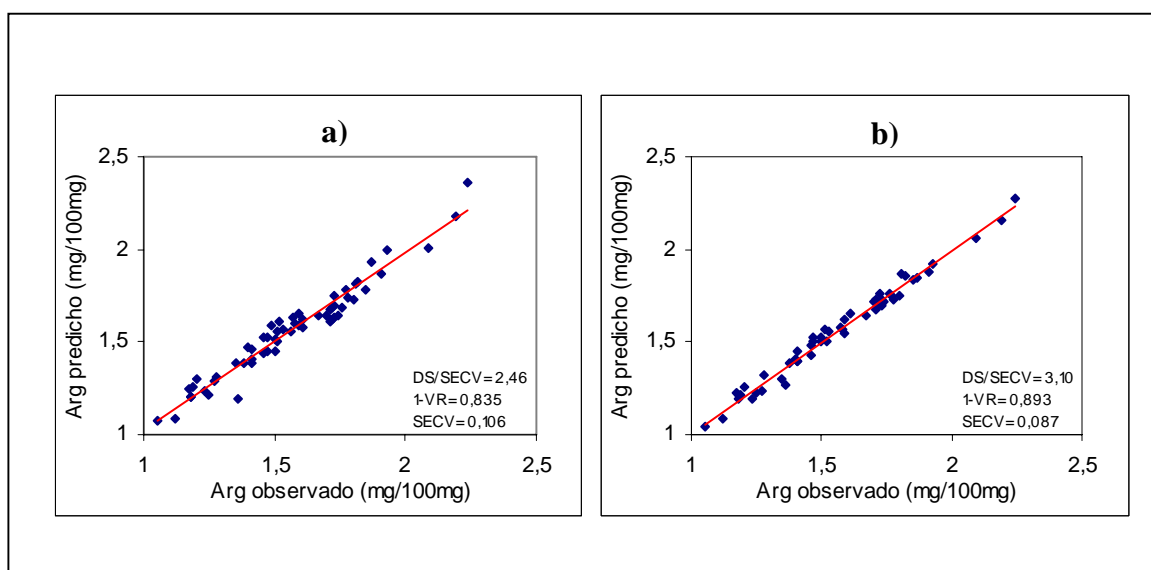 a)
2,5
2
1,5
1
Arg predicho (mg/100mg)
DS/SECV=2,46
1-VR=0,835
SECV=0,106
1
1,5
2
2,5
Arg observado (mg/100mg)
b)
2,5
2
1,5
1
Arg predicho (mg/100mg)
DS/SECV=3,10
1-VR=0,893
SECV=0,087
1
1,5
2
2,5
Arg observado (mg/100mg)